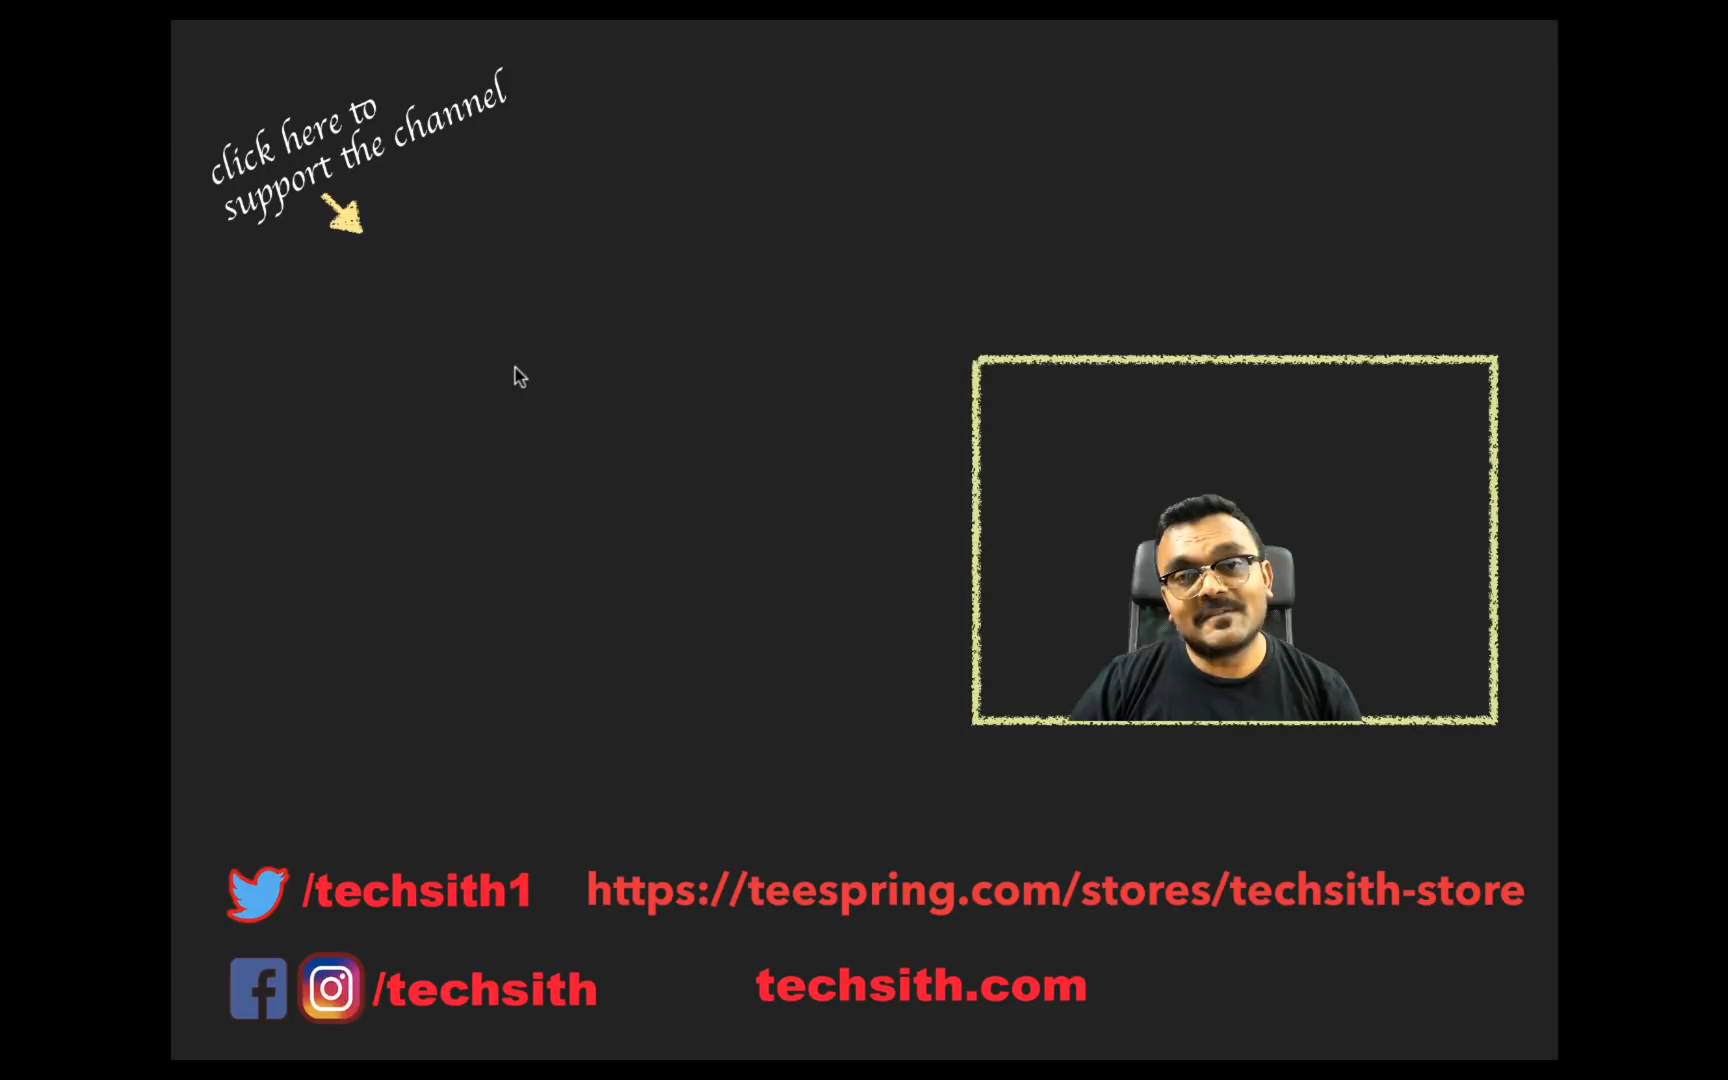 click here to
support the channel
/techsith1
https://teespring.com/stores/techsith-store
/techsith
techsith.com